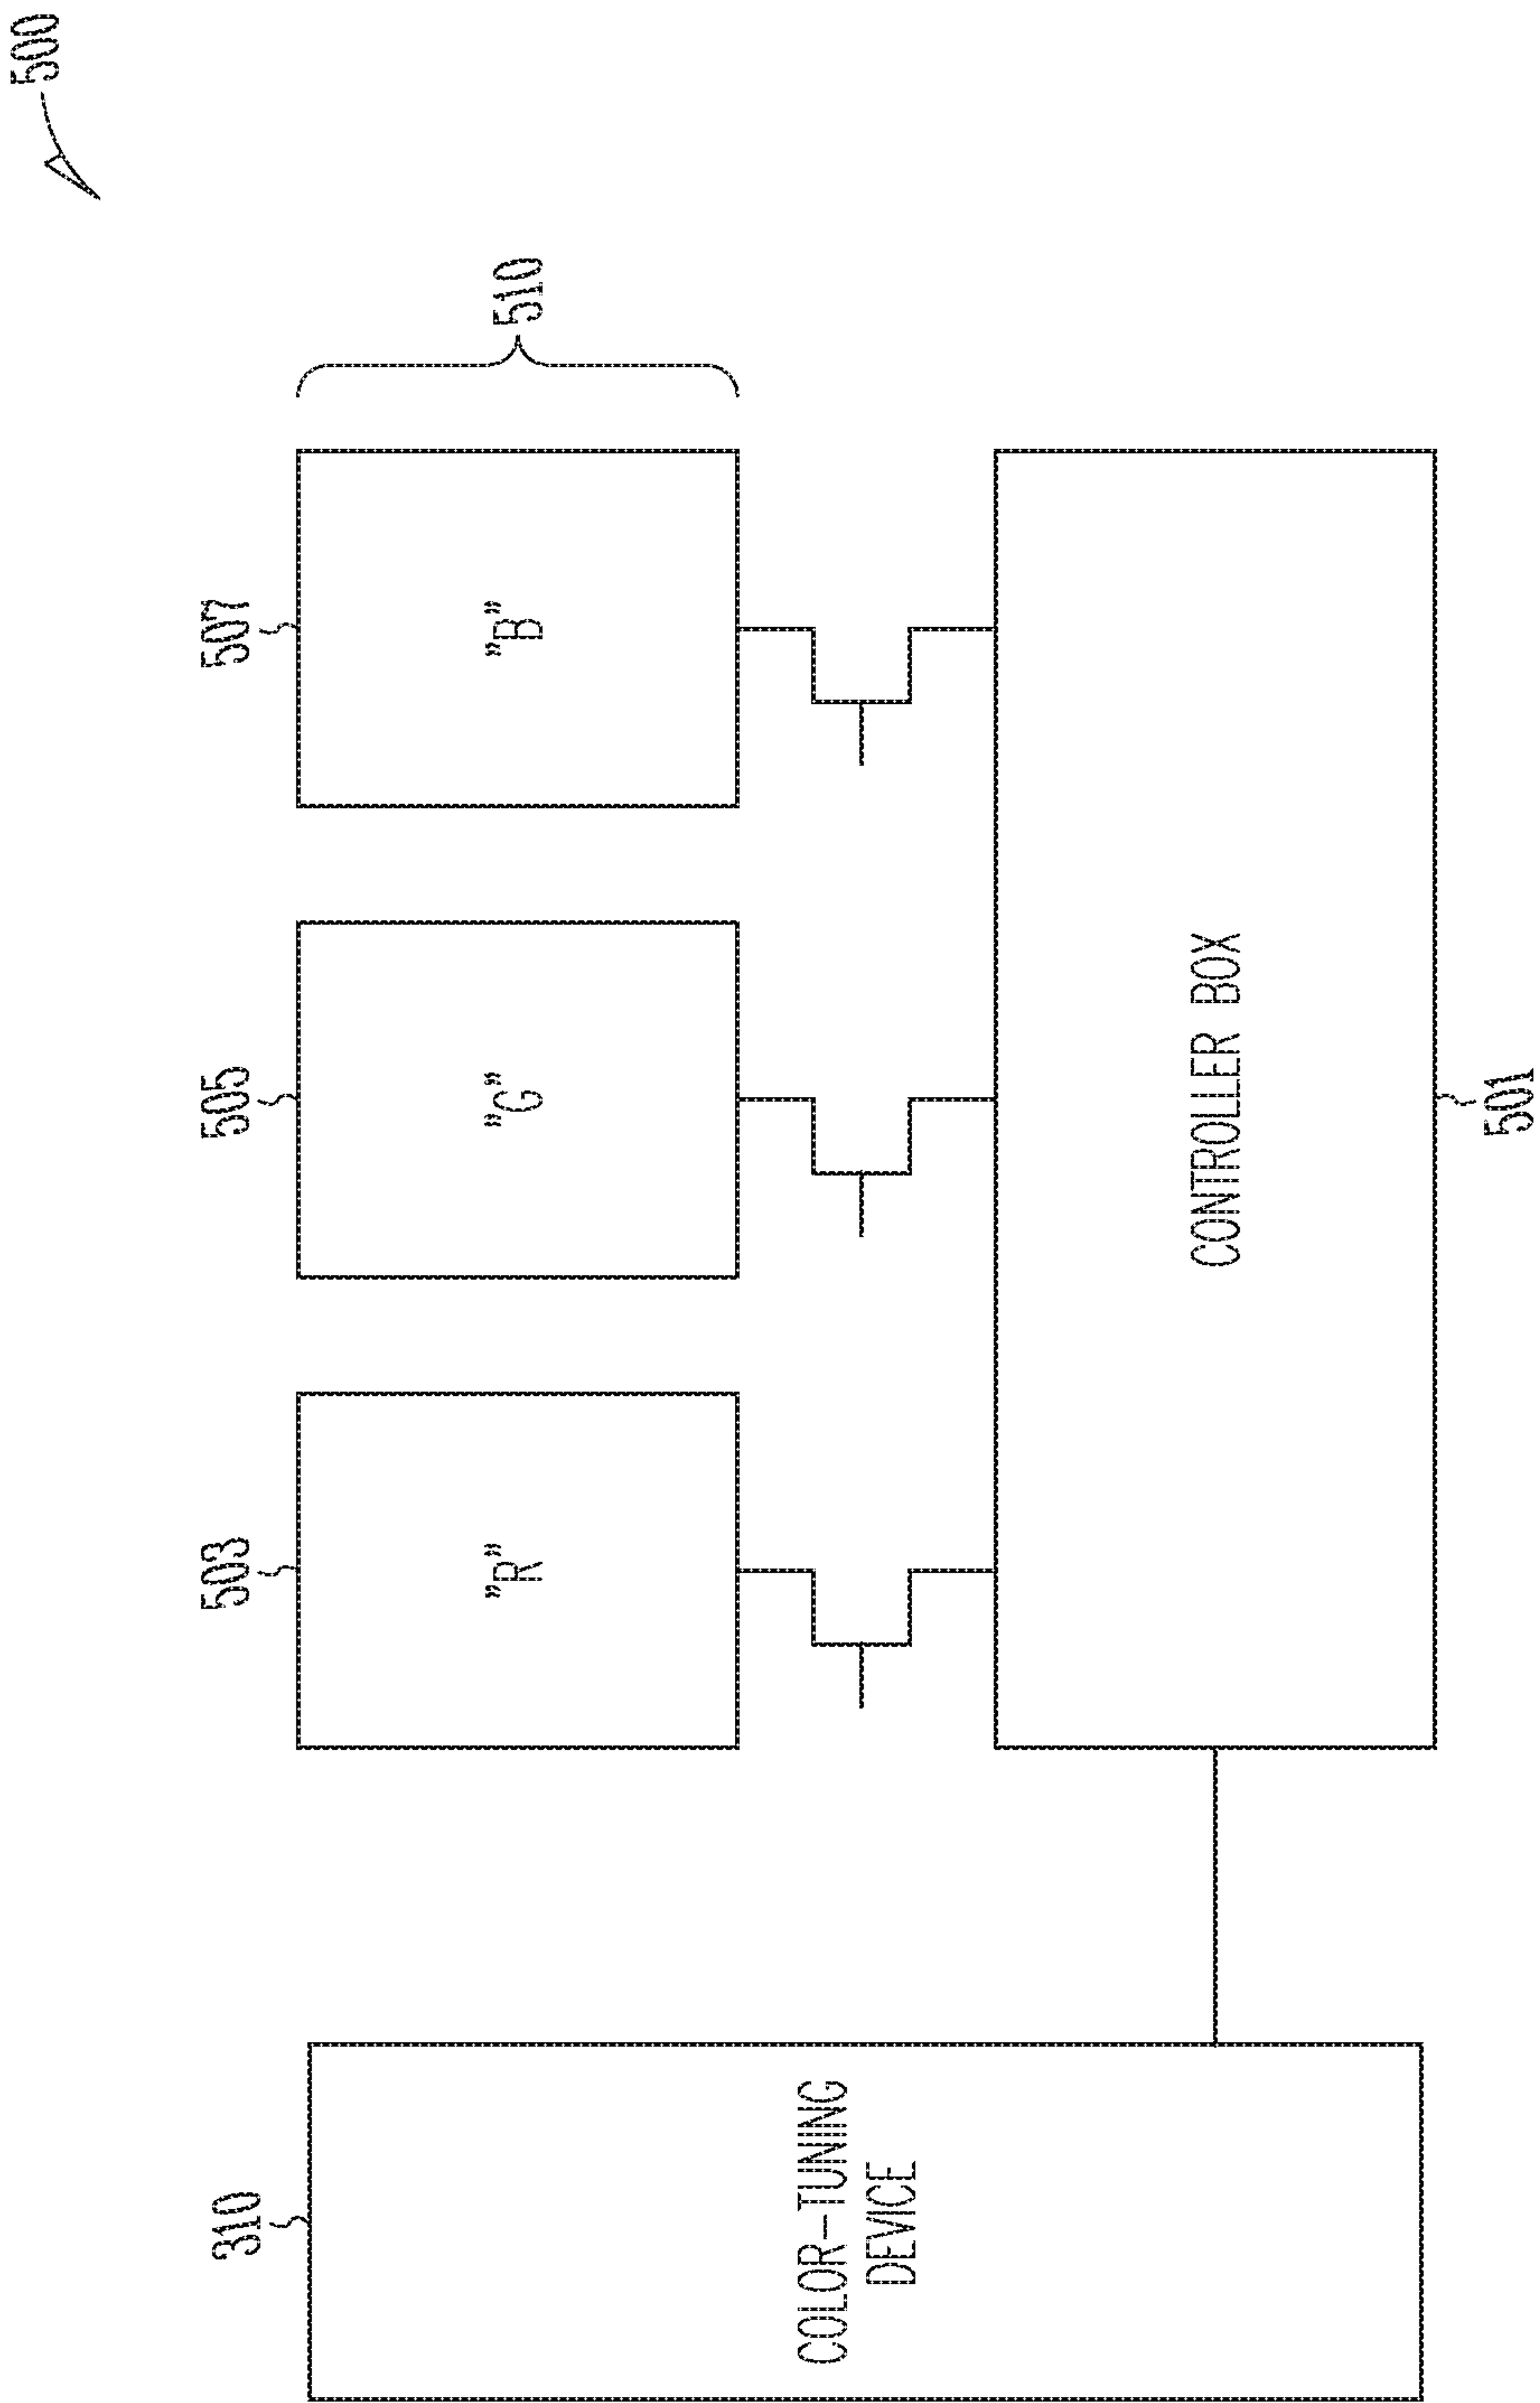 500
510
503
505
507
”R”
”G”
”B”
310
COLOR–TUNING
DEVICE
CONTROLLER BOX
501